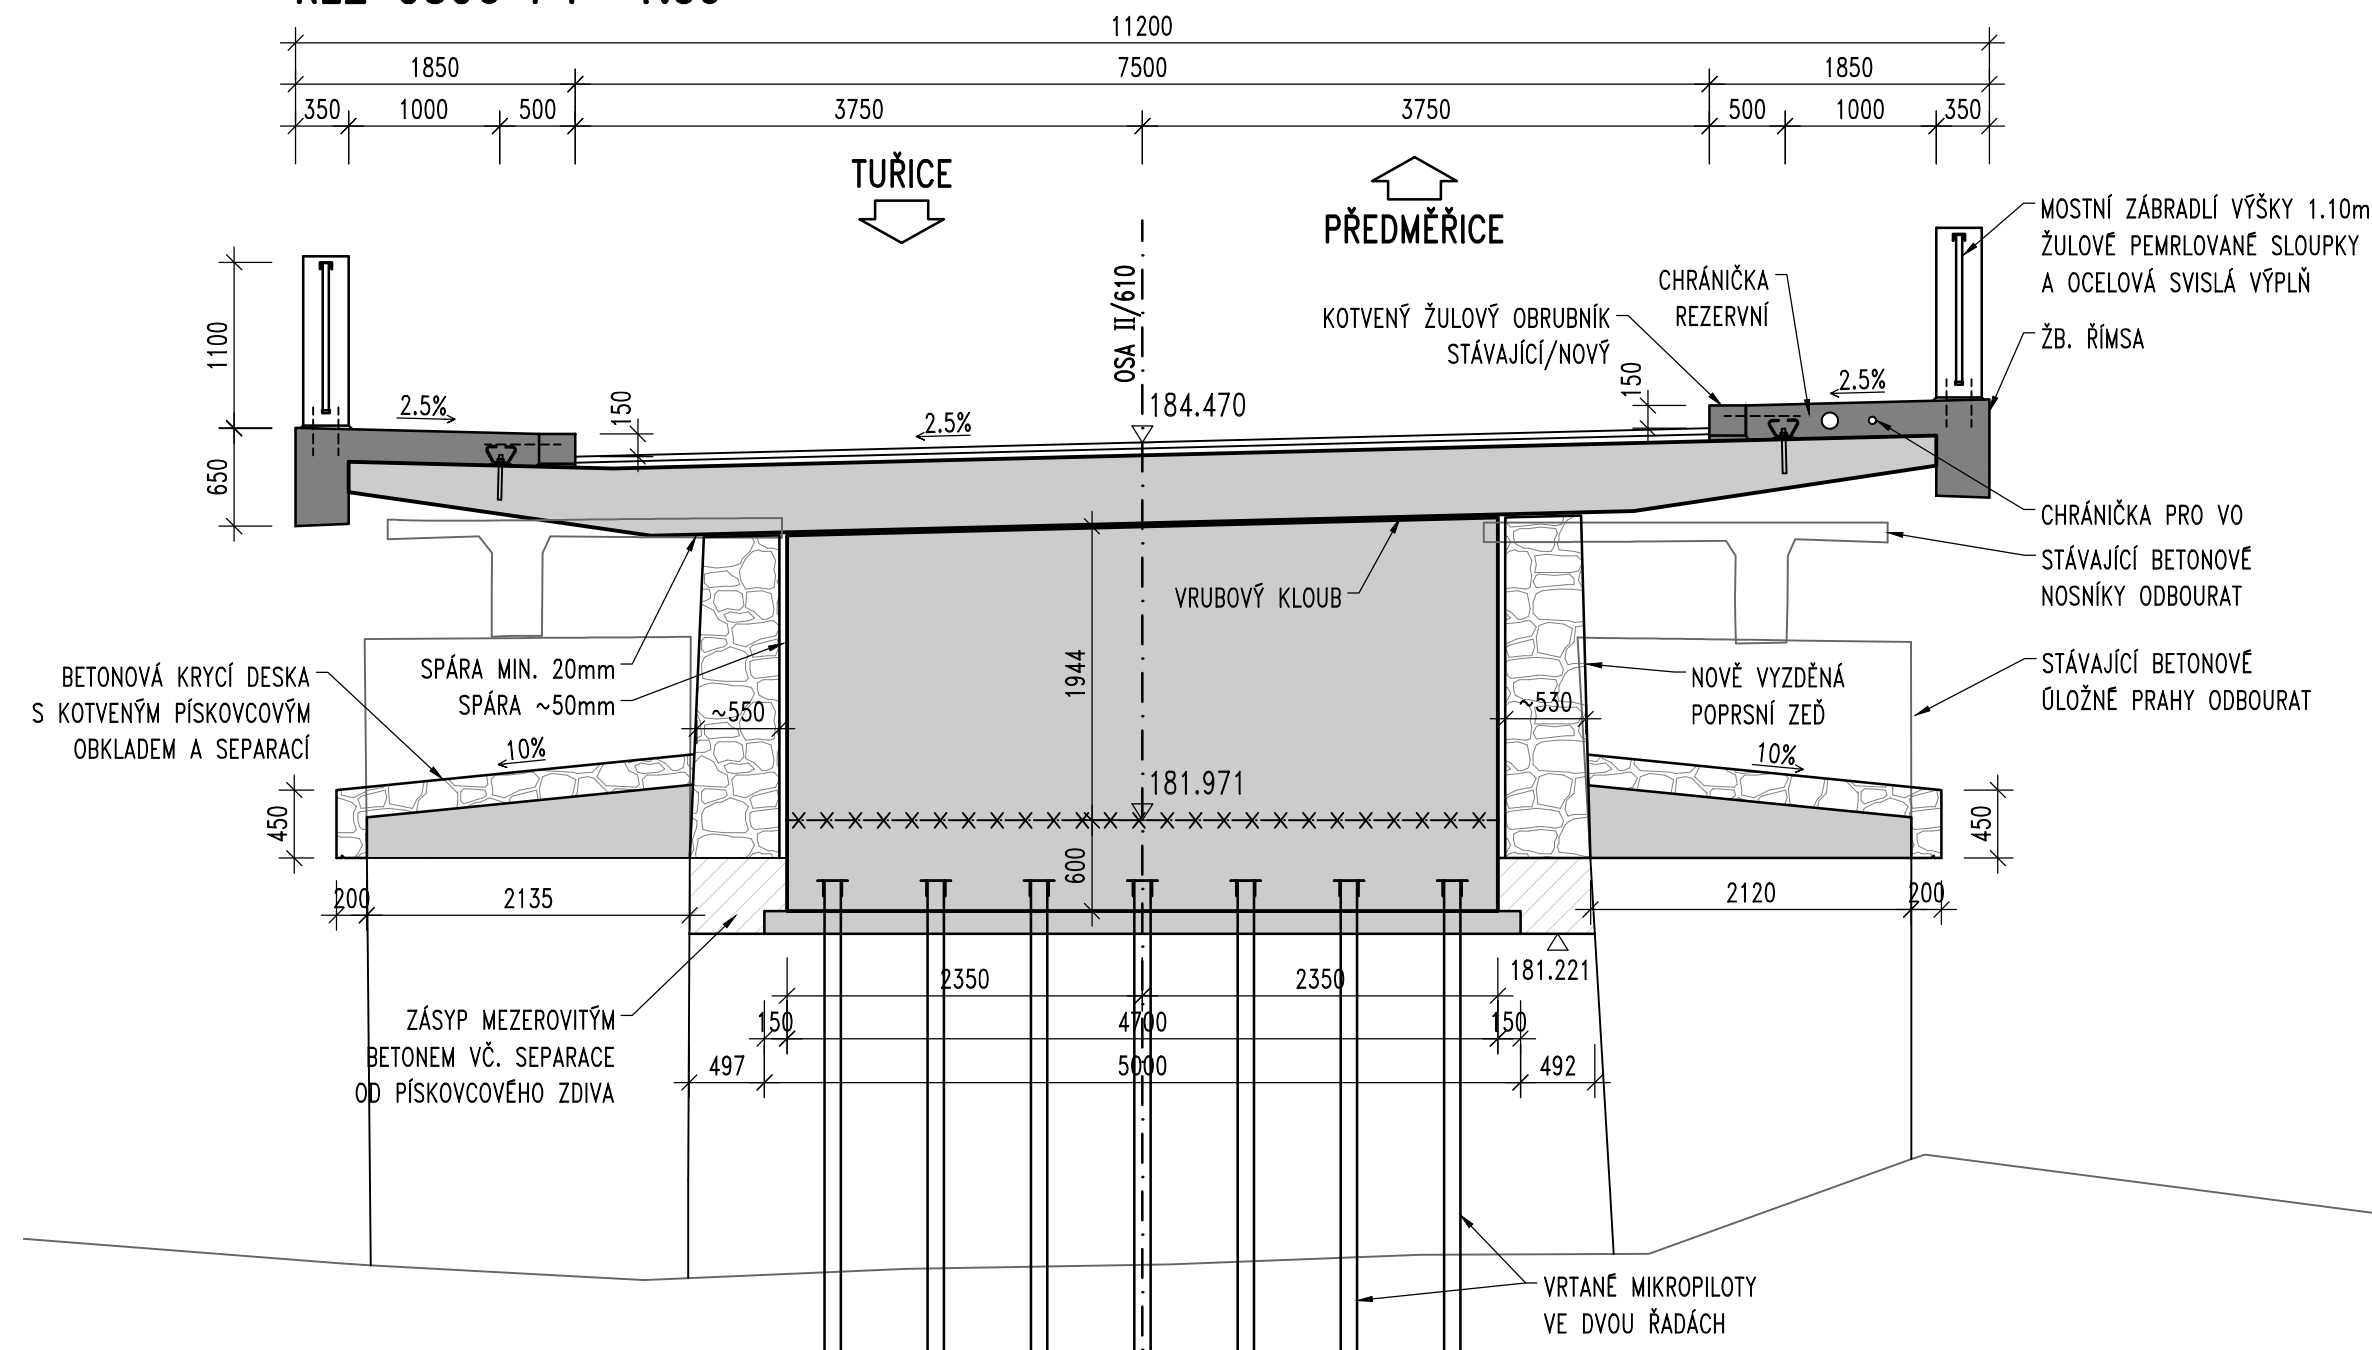 11200
1850 7500 1850
350 1000 500 3750 3750 500 1000 350
TUŘICE
PŘEDMĚŘICE
OSA II/610
MOSTNÍ ZÁBRADLÍ VÝŠKY 1.10m
ŽULOVÉ PEMRLOVANÉ SLOUPKY
A OCELOVÁ SVISLÁ VÝPLŇ
CHRÁNIČKA
REZERVNÍ
KOTVENÝ ŽULOVÝ OBRUBNÍK
STÁVAJÍCÍ/NOVÝ
ŽB. ŘÍMSA
1100
650
2.5%
150
2.5%
184.470
150
2.5%
CHRÁNIČKA PRO VO
STÁVAJÍCÍ BETONOVÉ
NOSNÍKY ODBOURAT
VRUBOVÝ KLOUB
STÁVAJÍCÍ BETONOVÉ
ÚLOŽNÉ PRAHY ODBOURAT
SPÁRA MIN. 20mm
SPÁRA ~50mm
BETONOVÁ KRYCÍ DESKA
S KOTVENÝM PÍSKOVCOVÝM
OBKLADEM A SEPARACÍ
NOVĚ VYZDĚNÁ
POPRSNÍ ZEĎ
1944
~550
~530
10%
10%
181.971
450
450
600
200 2135
2120 200
181.221
2350 2350
150 4700 150
497 5000 492
ZÁSYP MEZEROVITÝM
BETONEM VČ. SEPARACE
OD PÍSKOVCOVÉHO ZDIVA
VRTANÉ MIKROPILOTY
VE DVOU ŘADÁCH